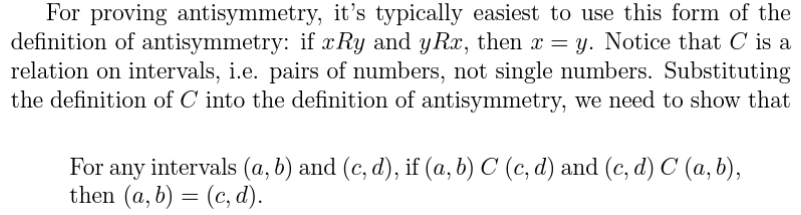 For proving antisymmetry, it's typically easiest to use this form of the
definition of antisymmetry: if xRy and yRx, then x = y. Notice that C is a
relation on intervals, i.e. pairs of numbers, not single numbers. Substituting
the definition of C into the definition of antisymmetry, we need to show that
For any intervals (a, b) and (c, d), if (a, b) C (c, d) and (c, d) C (a, b),
then (a, b) = (c, d).